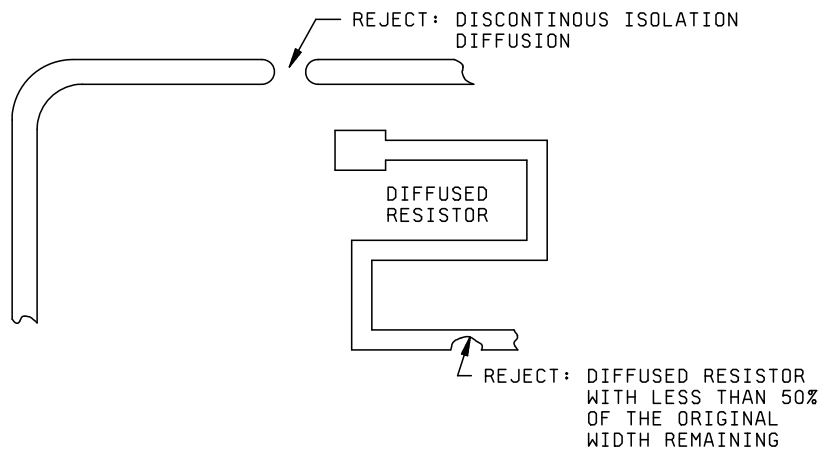 REJECT: DISCONTINOUS ISOLATION
DIFFUSION
DIFFUSED
RESISTOR
REJECT: DIFFUSED RESISTOR
WITH LESS THAN 50%
OF THE ORIGINAL
WIDTH REMAINING